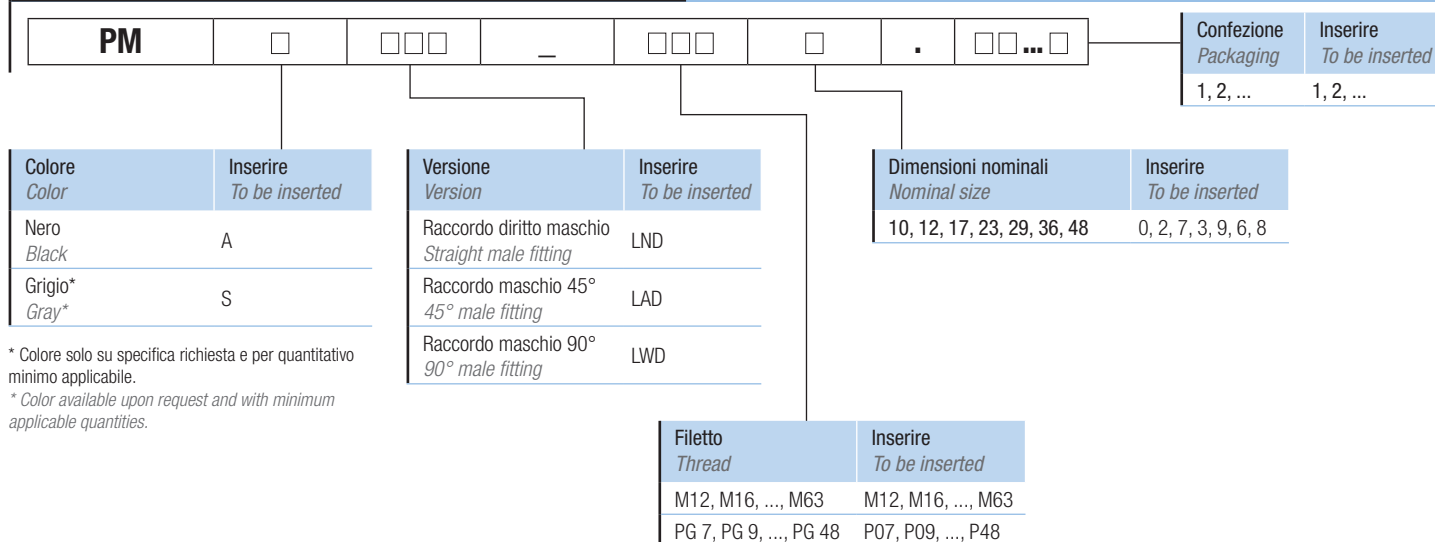 PM □ □□□ _ □□□ □ . □□...□
Confezione Inserire
Packaging To be inserted
1, 2, ... 1, 2, ...
Colore Inserire
Color To be inserted
Nero
Black
A
Grigio*
Gray*
S
* Colore solo su specifica richiesta e per quantitativo
minimo applicabile.
* Color available upon request and with minimum
applicable quantities.
Versione Inserire
Version To be inserted
Raccordo diritto maschio
Straight male fitting
LND
Raccordo maschio 45°
45° male fitting
LAD
Raccordo maschio 90°
90° male fitting
LWD
Filetto Inserire
Thread To be inserted
M12, M16, ..., M63 M12, M16, ..., M63
PG 7, PG 9, ..., PG 48 P07, P09, ..., P48
Dimensioni nominali Inserire
Nominal size To be inserted
10, 12, 17, 23, 29, 36, 48 0, 2, 7, 3, 9, 6, 8